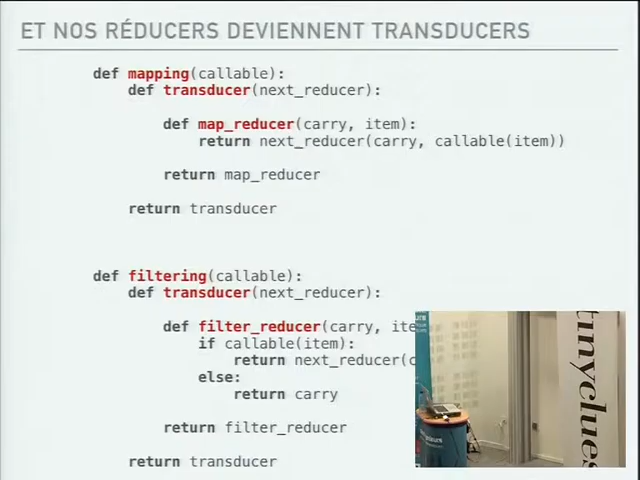 ET NOS RÉDUCERS DEVIENNENT TRANSDUCERS
def mapping(callable):
def transducer(next_reducer):
def map_reducer(carry, item):
return next_reducer(carry, callable(item))
return map_reducer
return transducer
def filtering(callable):
def transducer(next_reducer):
def filter_reducer(carry, ite
if callable(item):
return next_reducer(c
else:
return carry
return filter_reducer
return transducer
tinyclues